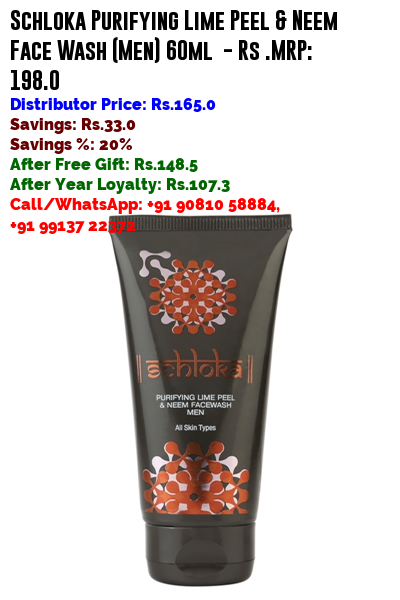 Schloka Purifying Lime Peel & Neem
Face Wash (Men) 60ml - Rs .MRP:
198.0
Distributor Price: Rs.165.0
Savings: Rs.33.0
Savings %: 20%
After Free Gift: Rs.148.5
After Year Loyalty: Rs.107.3
Call/WhatsApp: +91 90810 58884,
+91 99137 22372
schloka
PURIFYING LIME PEEL
& NEEM FACEWASH
MEN
All Skin Types